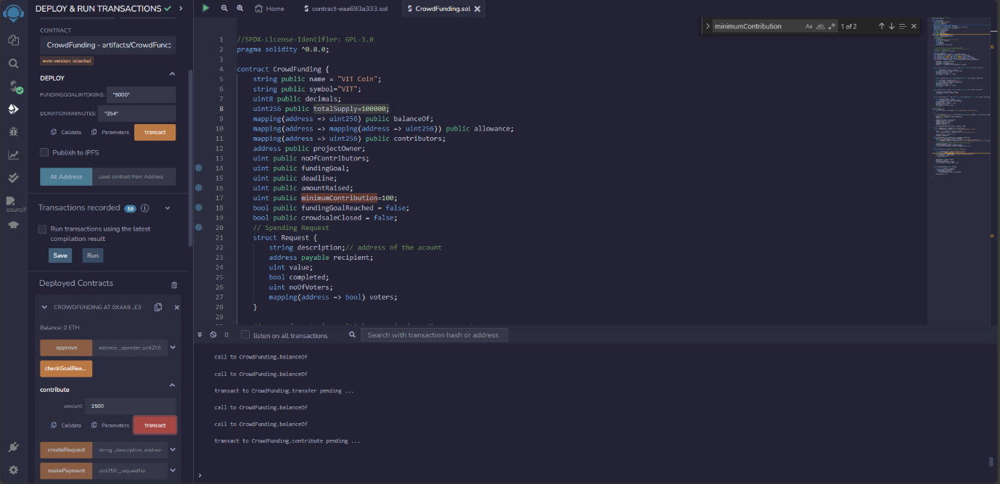 DEPLOY & RUN TRANSACTIONS
CONTRACT
CrowdFunding - artifacts/CrowdFunc
evm version: istanbul
DEPLOY
FUNDINGGOALINTOKENS: "5000"
DURATIONINMINUTES: "354"
Calldata Parameters transact
Publish to IPFS
At Address Load contract from Address
Transactions recorded 59 i
Run transactions using the latest
compilation result
Save Run
Deployed Contracts
CROWDFUNDING AT 0X4A9...E3
Balance: 0 ETH
approve address _spender, uint256
checkGoalRea...
contribute
amount: 1500
Calldata Parameters transact
createRequest string _description, address
makePayment uint256 _requestNo
sourcif
Home contract-eaa693a333.sol CrowdFunding.sol
minimumContribution Aa ab 1 of 2
1 //SPDX-License-Identifier: GPL-3.0
2 pragma solidity ^0.8.0;
3
4 contract CrowdFunding {
5 string public name = "VIT Coin";
6 string public symbol="VIT";
7 uint8 public decimals;
8 uint256 public totalSupply=100000;
9 mapping(address => uint256) public balanceOf;
10 mapping(address => mapping(address => uint256)) public allowance;
11 mapping(address => uint256) public contributors;
12 address public projectOwner;
13 uint public noOfContributors;
14 uint public fundingGoal;
15 uint public deadline;
16 uint public amountRaised;
17 uint public minimumContribution=100;
18 bool public fundingGoalReached = false;
19 bool public crowdsaleClosed = false;
20 // Spending Request
21 struct Request {
22 string description;// address of the acount
23 address payable recipient;
24 uint value;
25 bool completed;
26 uint noOfVoters;
27 mapping(address => bool) voters;
28 }
29
0 listen on all transactions Search with transaction hash or address
call to CrowdFunding.balanceOf
call to CrowdFunding.balanceOf
transact to CrowdFunding.transfer pending ...
call to CrowdFunding.balanceOf
call to CrowdFunding.balanceOf
transact to CrowdFunding.contribute pending ...
>